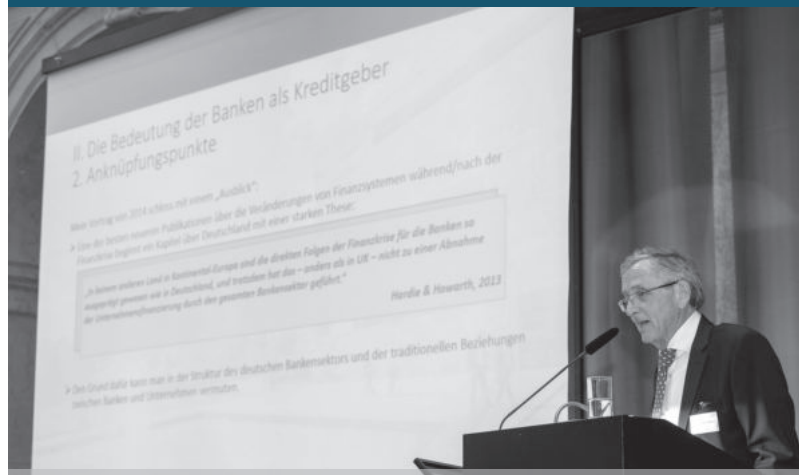 II. Die Bedeutung der Banken als Kreditgeber
2. Anknüpfungspunkte
Mein Vortrag von 2014 schloss mit einem „Ausblick“:
➢ Eine der besten neueren Publikationen über die Veränderungen von Finanzsystemen während/nach der
Finanzkrise beginnt ein Kapitel über Deutschland mit einer starken These:
„In keinem anderen Land in Kontinental-Europa sind die direkten Folgen der Finanzkrise für die Banken so
ausgeprägt gewesen wie in Deutschland, und trotzdem hat das – anders als in UK – nicht zu einer Abnahme
der Unternehmensfinanzierung durch den gesamten Bankensektor geführt.“
Hardie & Howarth, 2013
➢ Den Grund dafür kann man in der Struktur des deutschen Bankensektors und der traditionellen Beziehungen
zwischen Banken und Unternehmen vermuten.